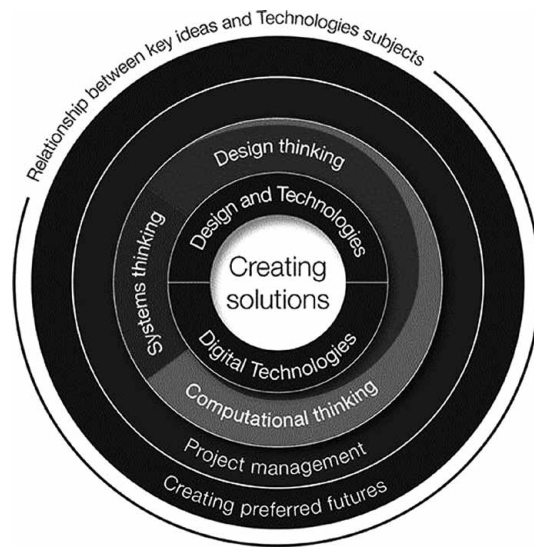 Relationship between key ideas and Technologies subjects
Design thinking
Systems thinking
Design and Technologies
Creating
solutions
Digital Technologies
Computational thinking
Project management
Creating preferred futures